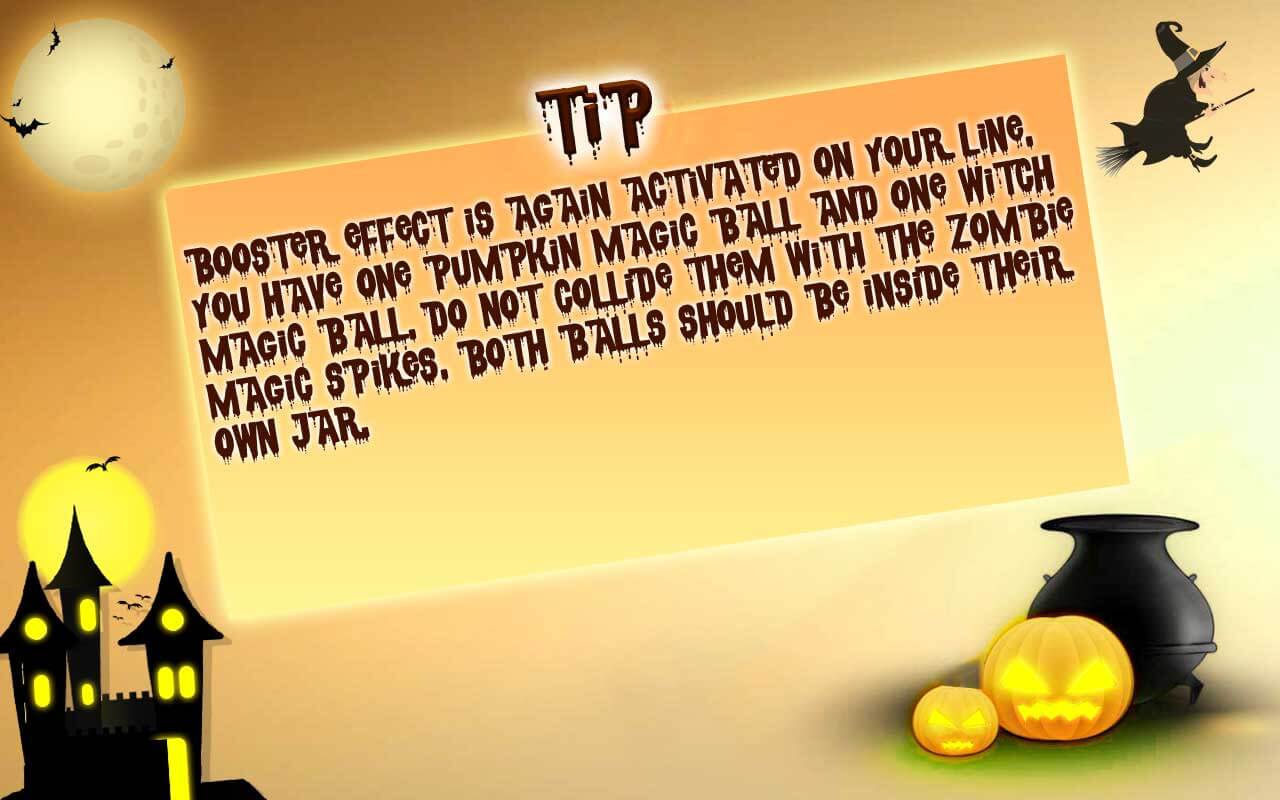 TiP
BOOSTER EFFECT iS AGAIN ACTIVATED ON YOUR LINE.
YOU HAVE ONE PUMPKIN MAGIC BALL AND ONE WITCH
MAGIC BALL. DO NOT COLLIDE THEM WITH THE ZOMBIE
MAGIC SPIKES. BOTH BALLS SHOULD BE INSIDE THEIR
OWN JAR.